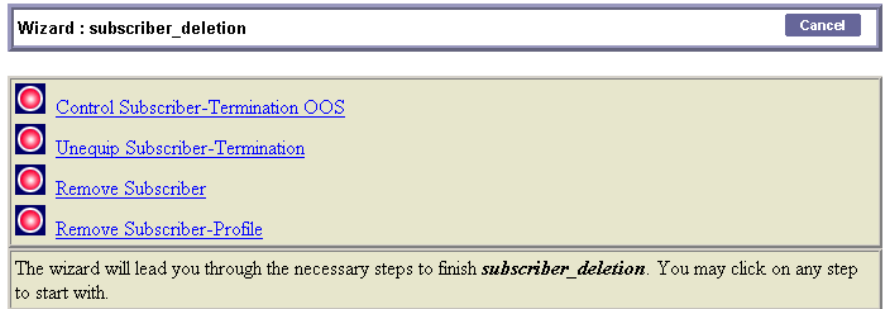 Wizard : subscriber_deletion
Cancel
Control Subscriber-Termination OOS
Unequip Subscriber-Termination
Remove Subscriber
Remove Subscriber-Profile
The wizard will lead you through the necessary steps to finish subscriber_deletion. You may click on any step
to start with.